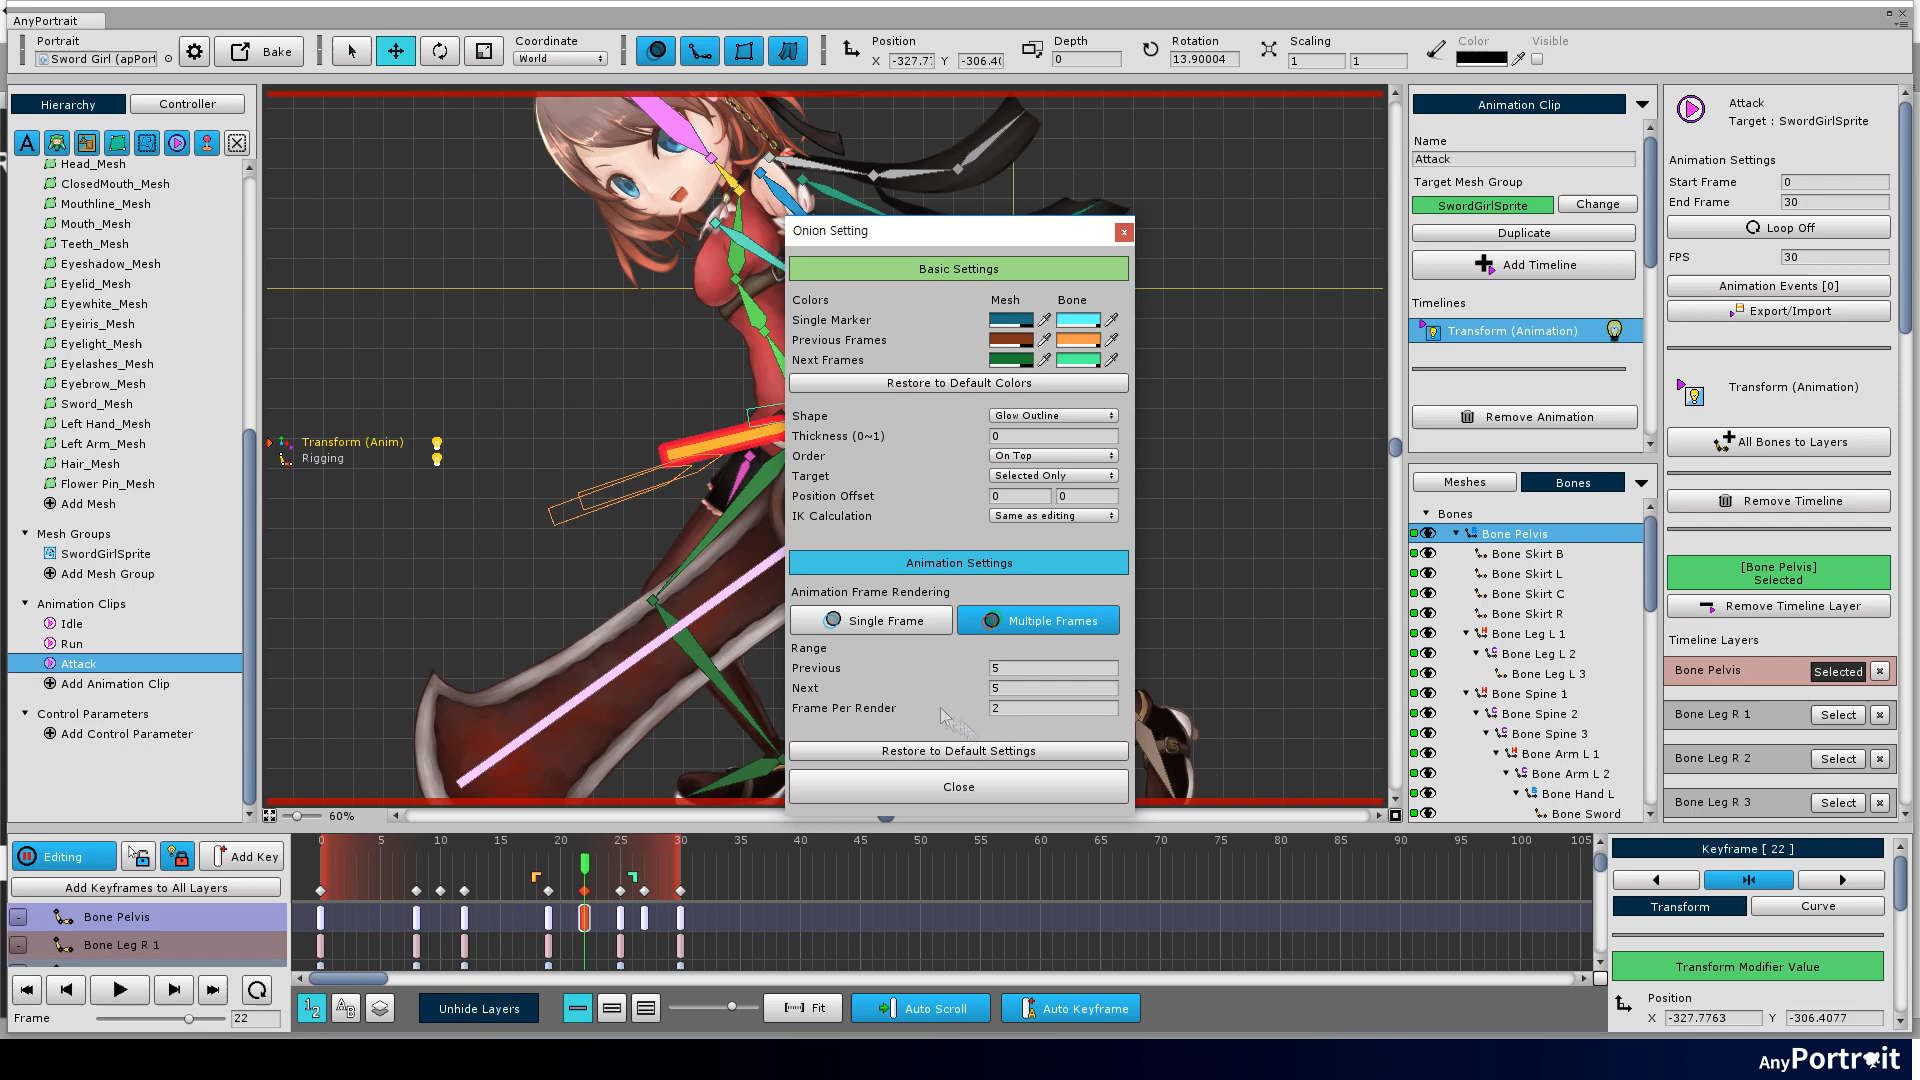 AnyPortrait
Portrait
Sword Girl (apPort
Bake
Coordinate
World
Position
X -327.7 Y -306.40
Depth
0
Rotation
13.90004
Scaling
1 1
Color
Visible
Hierarchy
Controller
Head_Mesh
ClosedMouth_Mesh
Mouthline_Mesh
Mouth_Mesh
Teeth_Mesh
Eyeshadow_Mesh
Eyelid_Mesh
Eyewhite_Mesh
Eyeiris_Mesh
Eyelight_Mesh
Eyelashes_Mesh
Eyebrow_Mesh
Sword_Mesh
Left Hand_Mesh
Left Arm_Mesh
Hair_Mesh
Flower Pin_Mesh
Add Mesh
Mesh Groups
SwordGirlSprite
Add Mesh Group
Animation Clips
Idle
Run
Attack
Add Animation Clip
Control Parameters
Add Control Parameter
Transform (Anim)
Rigging
60%
Onion Setting
x
Basic Settings
Colors Mesh Bone
Single Marker
Previous Frames
Next Frames
Restore to Default Colors
Shape Glow Outline
Thickness (0~1) 0
Order On Top
Target Selected Only
Position Offset 0 0
IK Calculation Same as editing
Animation Settings
Animation Frame Rendering
Single Frame
Multiple Frames
Range
Previous 5
Next 5
Frame Per Render 2
Restore to Default Settings
Close
Animation Clip
Name
Attack
Target Mesh Group
SwordGirlSprite
Change
Duplicate
Add Timeline
Timelines
Transform (Animation)
Remove Animation
Meshes
Bones
Bones
Bone Pelvis
Bone Skirt B
Bone Skirt L
Bone Skirt C
Bone Skirt R
Bone Leg L 1
Bone Leg L 2
Bone Leg L 3
Bone Spine 1
Bone Spine 2
Bone Spine 3
Bone Arm L 1
Bone Arm L 2
Bone Hand L
Bone Sword
Attack
Target : SwordGirlSprite
Animation Settings
Start Frame 0
End Frame 30
Loop Off
FPS 30
Animation Events [0]
Export/Import
Transform (Animation)
All Bones to Layers
Remove Timeline
[Bone Pelvis]
Selected
Remove Timeline Layer
Timeline Layers
Bone Pelvis Selected x
Bone Leg R 1 Select x
Bone Leg R 2 Select x
Bone Leg R 3 Select x
Editing
Add Key
Add Keyframes to All Layers
Bone Pelvis
Bone Leg R 1
0 5 10 15 20 25 30 35 40 45 50 55 60 65 70 75 80 85 90 95 100 105
Frame 22
Unhide Layers
Fit
Auto Scroll
Auto Keyframe
Keyframe [ 22 ]
Transform
Curve
Transform Modifier Value
Position
X -327.7763 Y -306.4077
AnyPortrait